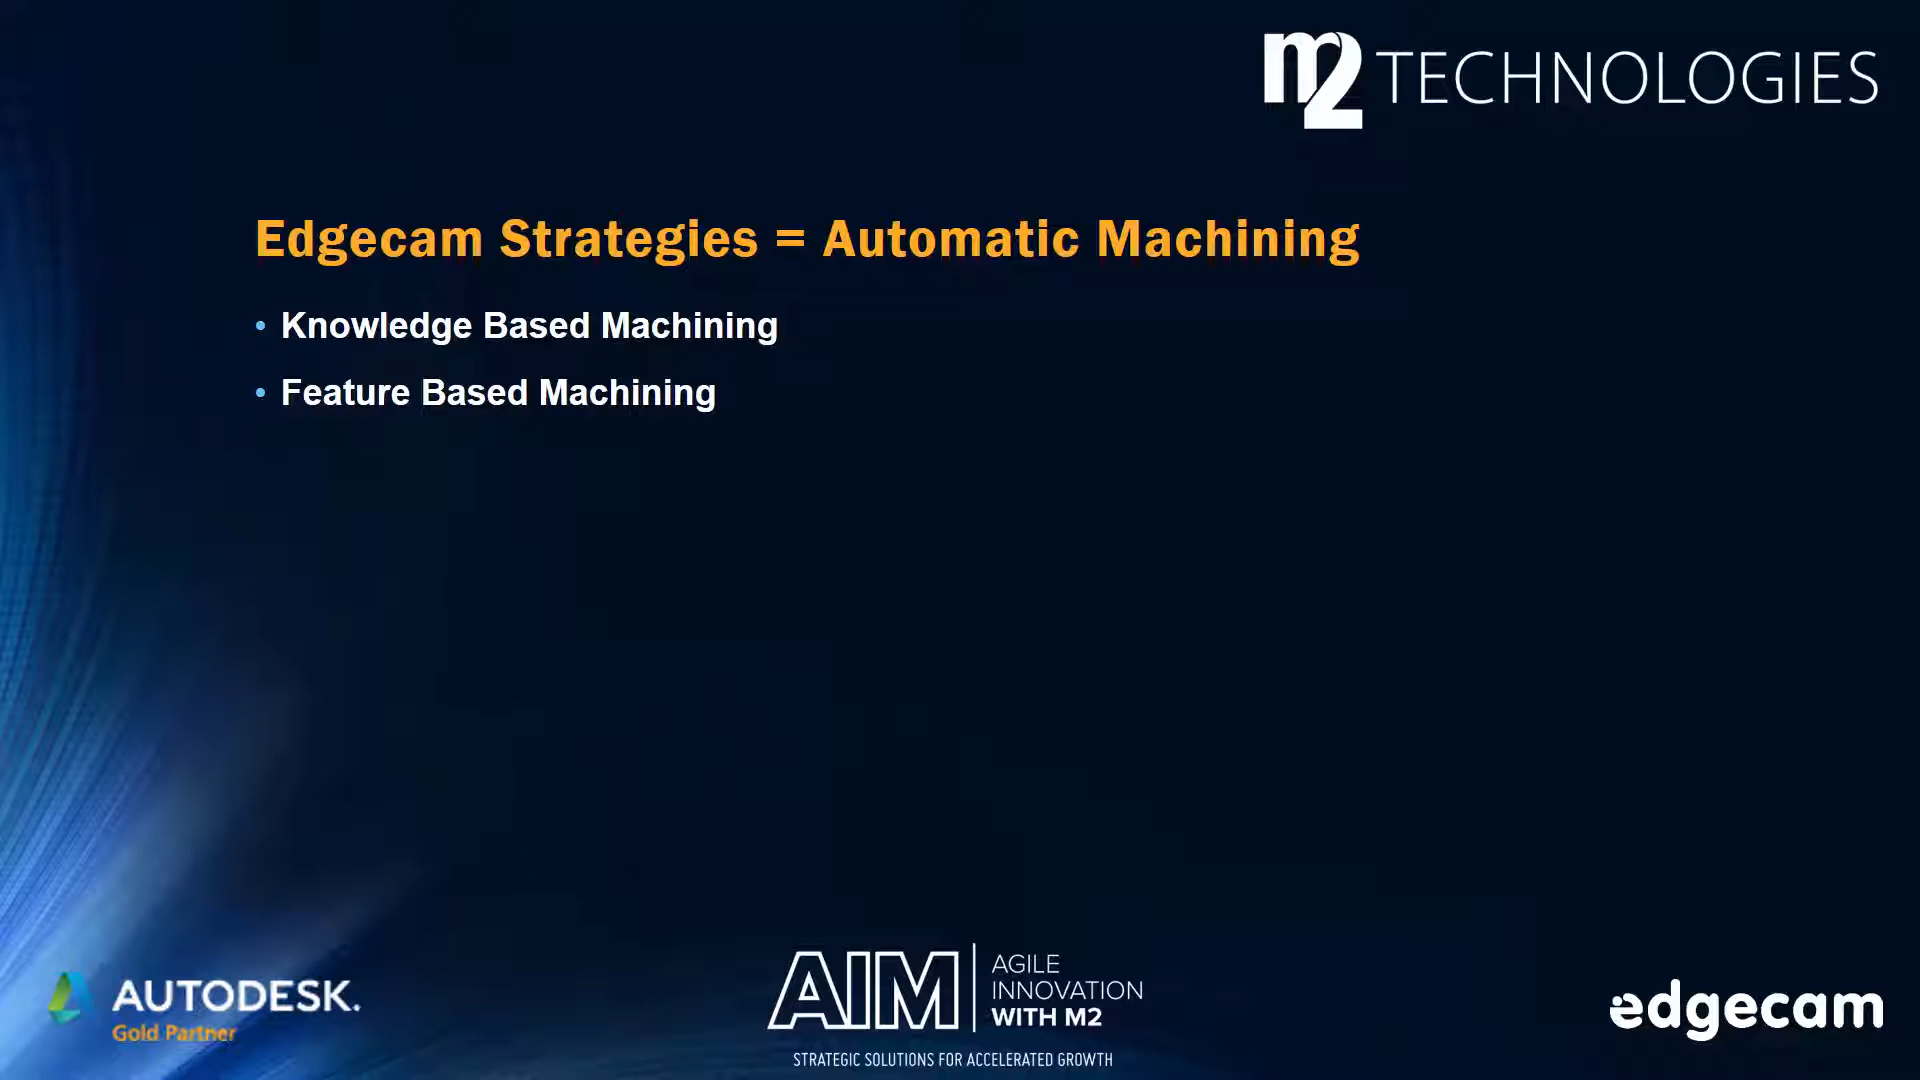 m2 TECHNOLOGIES
Edgecam Strategies = Automatic Machining
• Knowledge Based Machining
• Feature Based Machining
AUTODESK.
Gold Partner
AIM
AGILE
INNOVATION
WITH M2
STRATEGIC SOLUTIONS FOR ACCELERATED GROWTH
edgecam